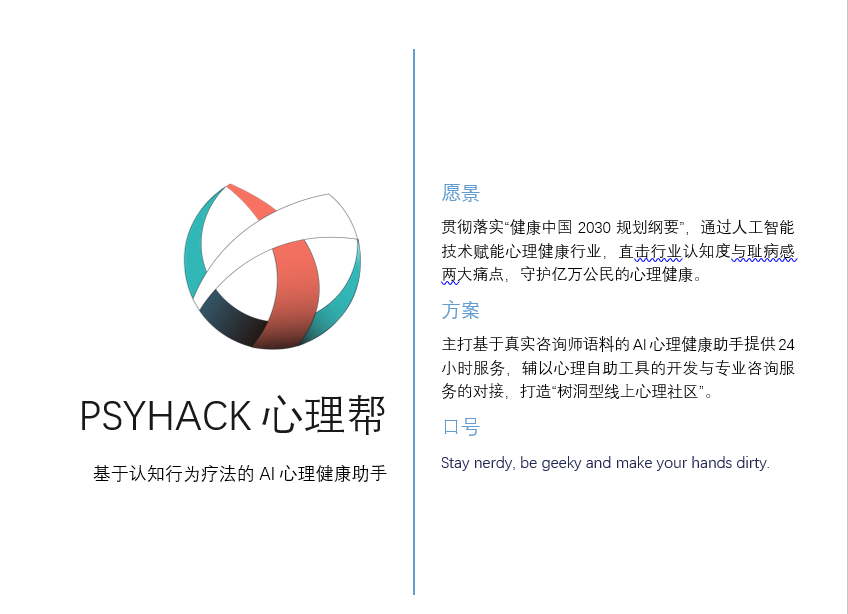 PSYHACK 心理帮
基于认知行为疗法的 AI 心理健康助手
愿景
贯彻落实“健康中国 2030 规划纲要”，通过人工智能
技术赋能心理健康行业，直击行业认知度与耻病感
两大痛点，守护亿万公民的心理健康。
方案
主打基于真实咨询师语料的 AI 心理健康助手提供 24
小时服务，辅以心理自助工具的开发与专业咨询服
务的对接，打造“树洞型线上心理社区”。
口号
Stay nerdy, be geeky and make your hands dirty.